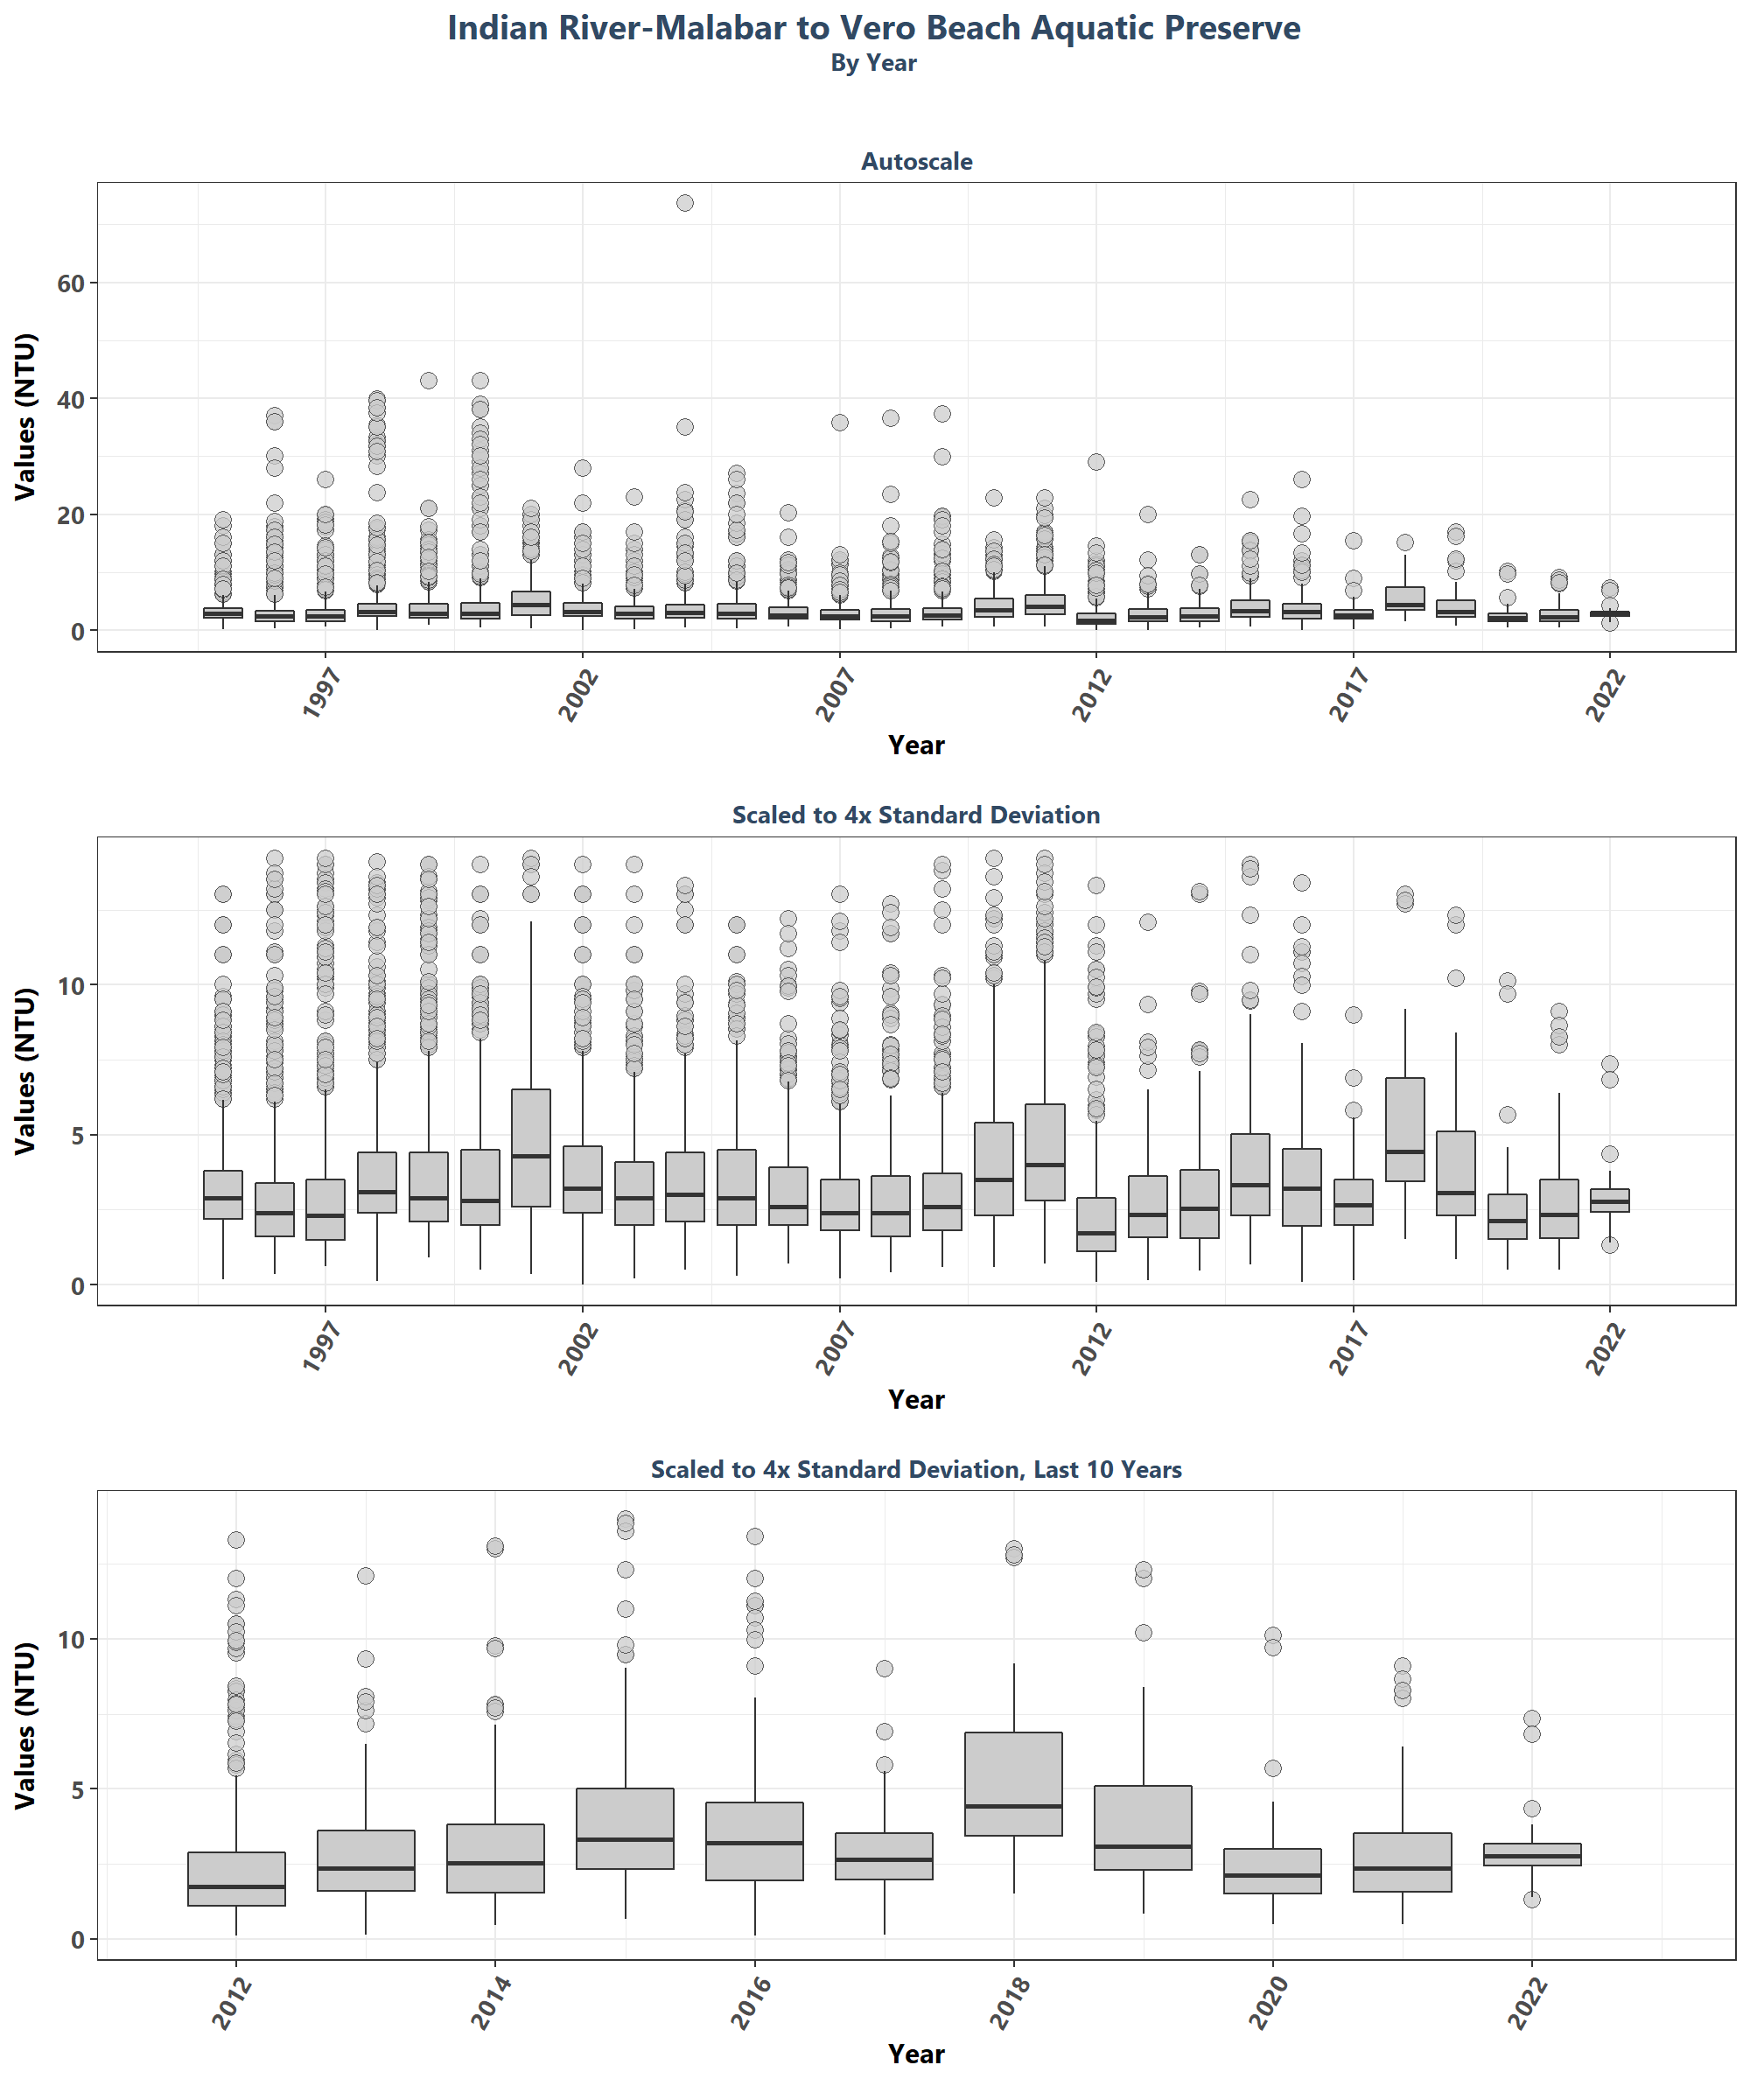 Indian River-Malabar to Vero Beach Aquatic Preserve
By Year
Autoscale
Values (NTU)
60
40
20
0
1997 2002 2007 2012 2017 2022
Year
Scaled to 4x Standard Deviation
Values (NTU)
10
5
0
1997 2002 2007 2012 2017 2022
Year
Scaled to 4x Standard Deviation, Last 10 Years
Values (NTU)
10
5
0
2012 2014 2016 2018 2020 2022
Year